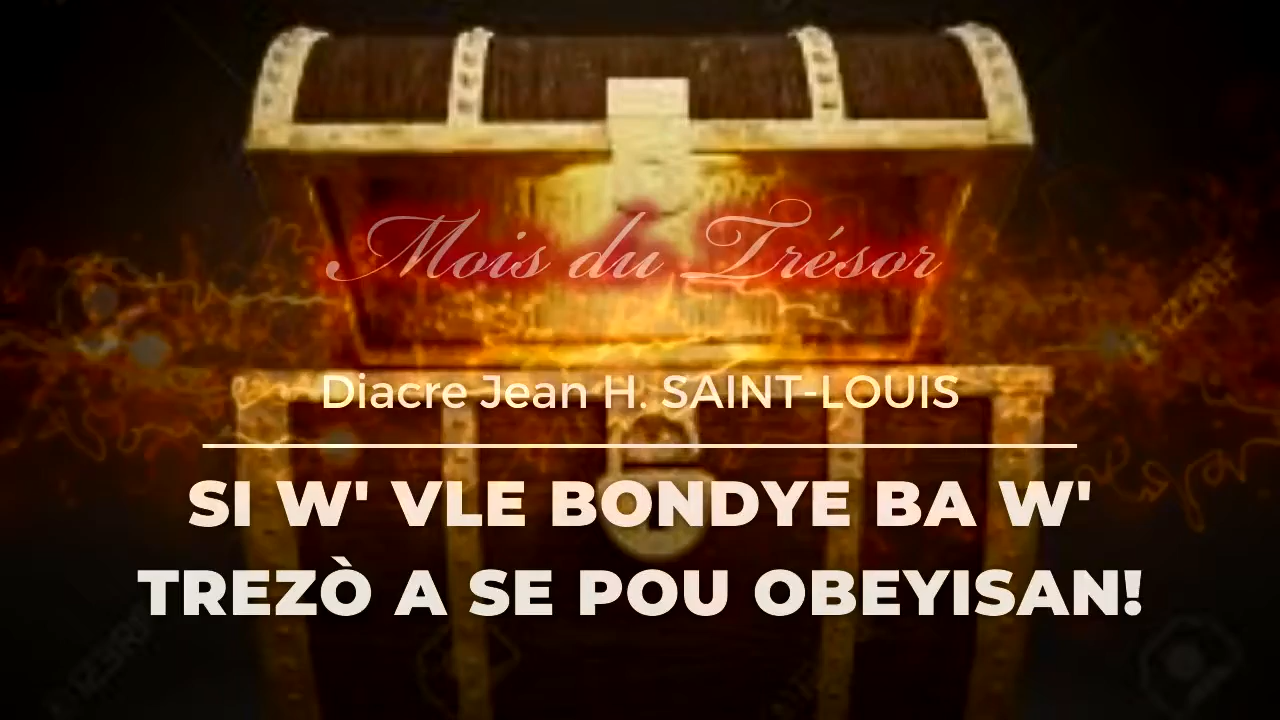 Mois du Trésor
Diacre Jean H. SAINT-LOUIS
SI W' VLE BONDYE BA W'
TREZÒ A SE POU OBEYISAN!